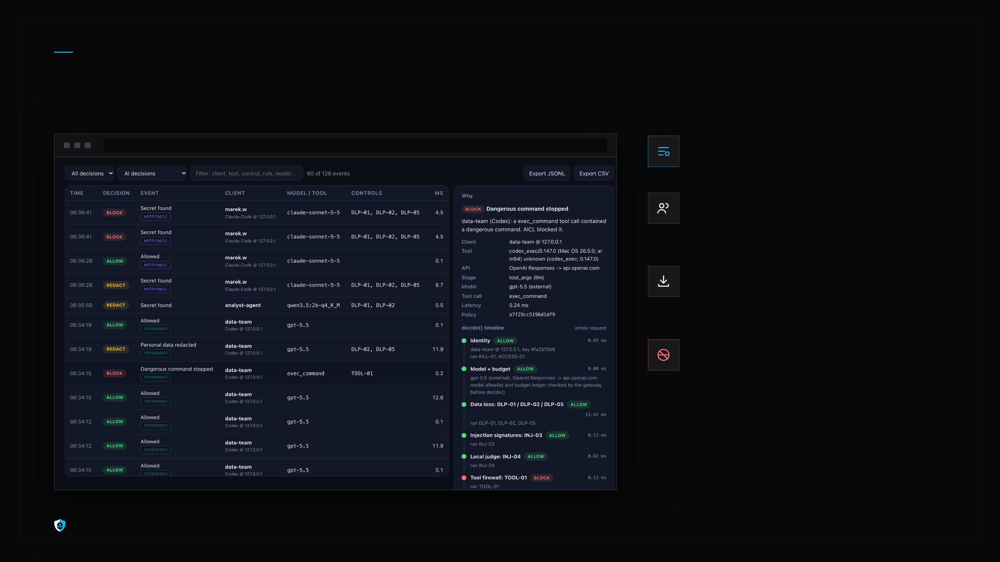 All decisions
AI decisions
Filter: client, tool, control, rule, model...
90 of 128 events
Export JSONL
Export CSV
TIME DECISION EVENT CLIENT MODEL / TOOL CONTROLS MS
06:36:41 BLOCK Secret found marek.w claude-sonnet-5-5 DLP-01, DLP-02, DLP-05 4.5
anthropic Claude Code @ 127.0.0.1
06:36:41 BLOCK Secret found marek.w claude-sonnet-5-5 DLP-01, DLP-02, DLP-05 4.5
anthropic Claude Code @ 127.0.0.1
06:36:28 ALLOW Allowed marek.w claude-sonnet-5-5 0.1
anthropic Claude Code @ 127.0.0.1
06:36:28 REDACT Secret found marek.w claude-sonnet-5-5 DLP-01, DLP-02, DLP-05 8.7
anthropic Claude Code @ 127.0.0.1
06:35:59 REDACT Secret found analyst-agent qwen3.5:2b-q4_K_M DLP-01, DLP-02 0.5
06:34:19 ALLOW Allowed data-team gpt-5.5 0.1
responses Codex @ 127.0.0.1
06:34:19 REDACT Personal data redacted data-team gpt-5.5 DLP-02, DLP-05 11.9
responses Codex @ 127.0.0.1
06:34:15 BLOCK Dangerous command stopped data-team exec_command TOOL-01 0.2
responses Codex @ 127.0.0.1
06:34:15 ALLOW Allowed data-team gpt-5.5 12.8
responses Codex @ 127.0.0.1
06:34:12 ALLOW Allowed data-team gpt-5.5 0.1
responses Codex @ 127.0.0.1
06:34:12 ALLOW Allowed data-team gpt-5.5 11.9
responses Codex @ 127.0.0.1
06:34:10 ALLOW Allowed data-team gpt-5.5 0.1
responses Codex @ 127.0.0.1
Why
BLOCK Dangerous command stopped
data-team (Codex): a exec_command tool call contained
a dangerous command. AICL blocked it.
Client data-team @ 127.0.0.1
Tool codex_exec/0.147.0 (Mac OS 26.5.0; ar
m64) unknown (codex_exec; 0.147.0)
API OpenAI Responses -> api.openai.com
Stage tool_args (llm)
Model gpt-5.5 (external)
Tool call exec_command
Latency 0.24 ms
Policy a7f29cc5196d1df9
decide() timeline whole request
Identity ALLOW 0.03 ms
data-team @ 127.0.0.1, key #fa2b10b6
ran KILL-01, ACCESS-01
Model + budget ALLOW 0.00 ms
gpt-5.5 (external), OpenAI Responses -> api.openai.com
model allowlist and budget ledger checked by the gateway
before decide()
Data loss: DLP-01 / DLP-02 / DLP-05 ALLOW
12.42 ms
ran DLP-01, DLP-02, DLP-05
Injection signatures: INJ-03 ALLOW 0.13 ms
ran INJ-03
Local judge: INJ-04 ALLOW 0.02 ms
ran INJ-04
Tool firewall: TOOL-01 BLOCK 0.13 ms
ran TOOL-01